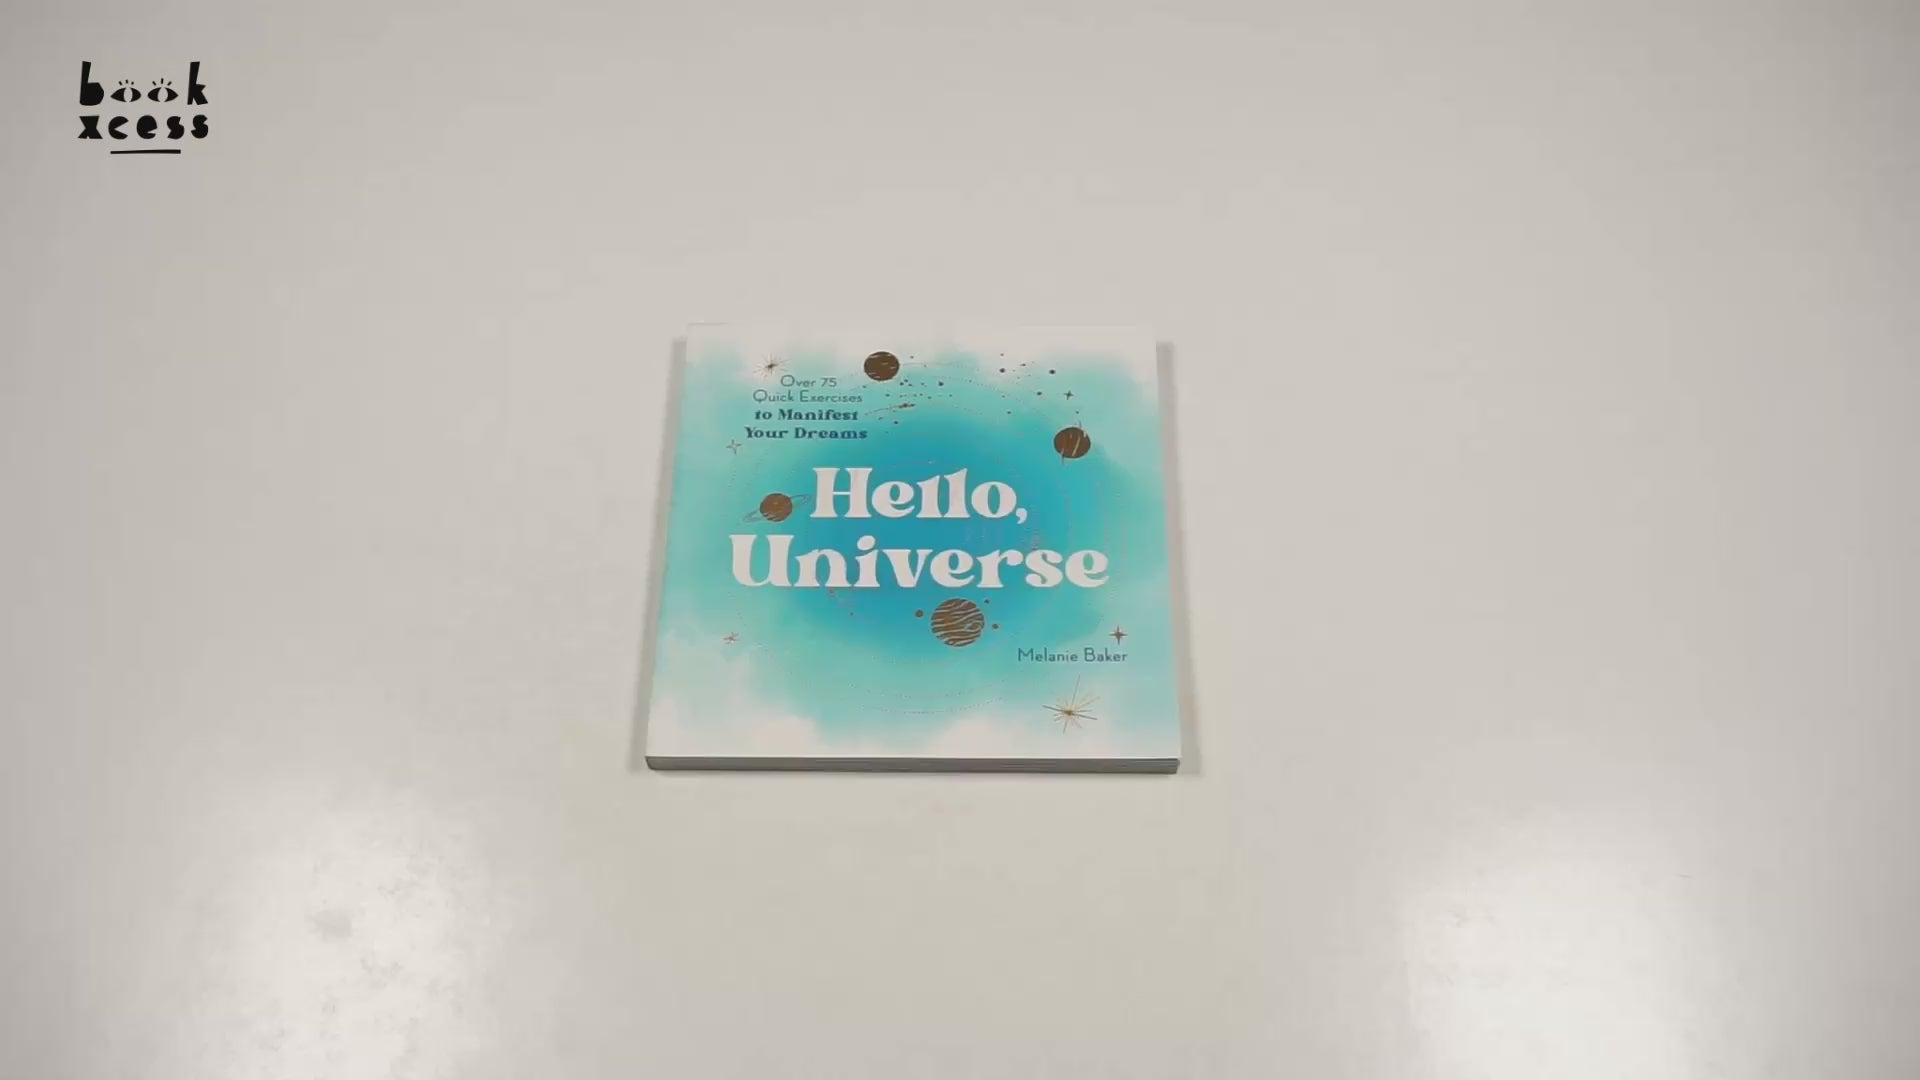 book
xcess
Over 75
Quick Exercises
to Manifest
Your Dreams
Hello,
Universe
Melanie Baker